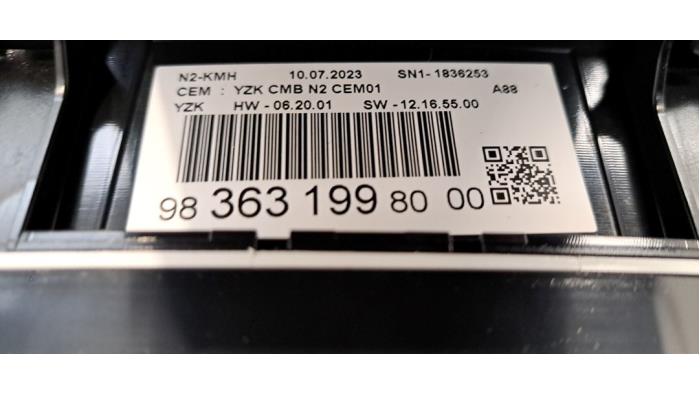 N2-KMH 10.07.2023 SN1-1836253
CEM : YZK CMB N2 CEM01 A88
YZK HW - 06.20.01 SW - 12.16.55.00
98 363 199 80 00